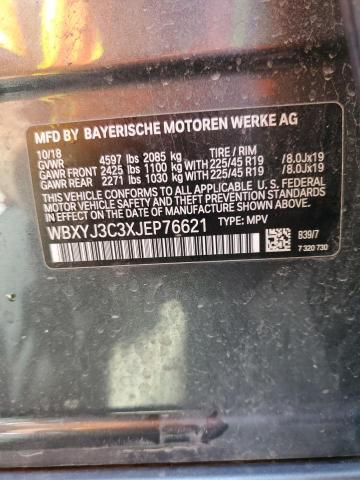 MFD BY BAYERISCHE MOTOREN WERKE AG
10/18
GVWR 4597 lbs 2085 kg TIRE / RIM
GAWR FRONT 2425 lbs 1100 KG WITH 225/45 R19 /8.0Jx19
GAWR REAR 2271 lbs 1030 KG WITH 225/45 R19 /8.0Jx19
THIS VEHICLE CONFORMS TO ALL APPLICABLE U.S. FEDERAL
MOTOR VEHICLE SAFETY, BUMPER, AND THEFT PREVENTION
STANDARDS IN EFFECT ON THE DATE OF MANUFACTURE SHOWN ABOVE.
WBXYJ3C3XJEP76621 TYPE: MPV
B39/7
7 320 730